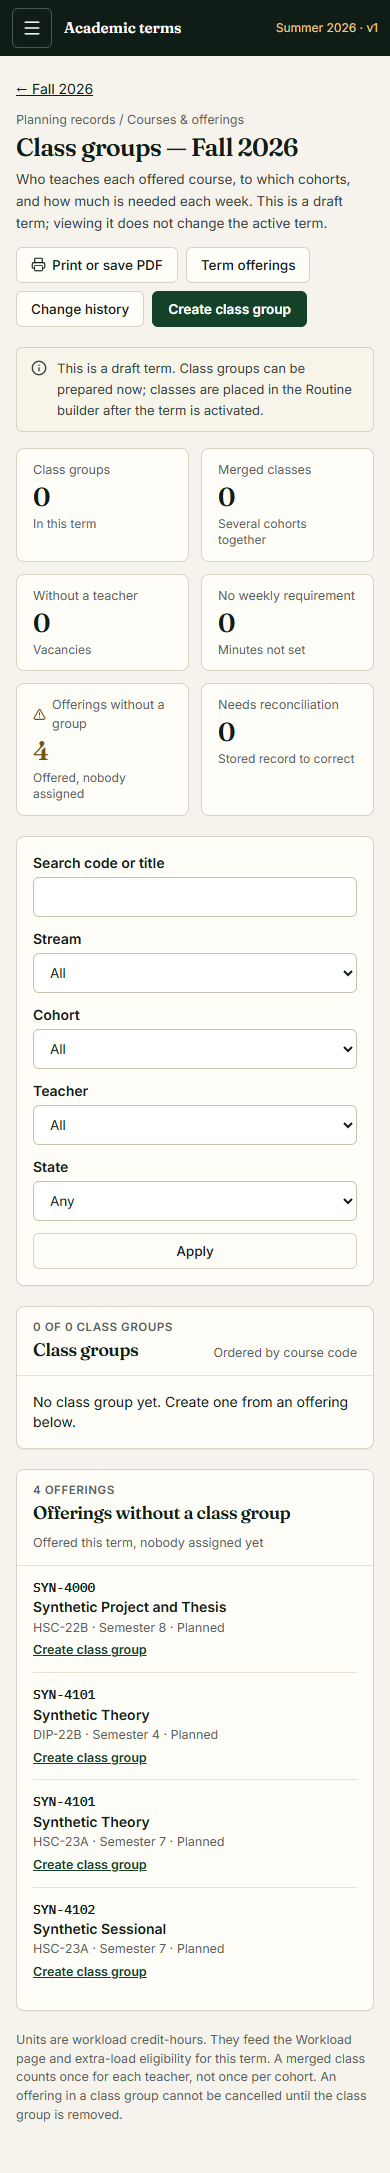 Academic terms
Summer 2026 · v1
← Fall 2026
Planning records / Courses & offerings
Class groups — Fall 2026
Who teaches each offered course, to which cohorts,
and how much is needed each week. This is a draft
term; viewing it does not change the active term.
Print or save PDF
Term offerings
Change history
Create class group
This is a draft term. Class groups can be
prepared now; classes are placed in the Routine
builder after the term is activated.
Class groups
0
In this term
Merged classes
0
Several cohorts
together
Without a teacher
0
Vacancies
No weekly requirement
0
Minutes not set
Offerings without a
group
4
Offered, nobody
assigned
Needs reconciliation
0
Stored record to correct
Search code or title
Stream
All
Cohort
All
Teacher
All
State
Any
Apply
0 OF 0 CLASS GROUPS
Class groups
Ordered by course code
No class group yet. Create one from an offering
below.
4 OFFERINGS
Offerings without a class group
Offered this term, nobody assigned yet
SYN-4000
Synthetic Project and Thesis
HSC-22B · Semester 8 · Planned
Create class group
SYN-4101
Synthetic Theory
DIP-22B · Semester 4 · Planned
Create class group
SYN-4101
Synthetic Theory
HSC-23A · Semester 7 · Planned
Create class group
SYN-4102
Synthetic Sessional
HSC-23A · Semester 7 · Planned
Create class group
Units are workload credit-hours. They feed the Workload
page and extra-load eligibility for this term. A merged class
counts once for each teacher, not once per cohort. An
offering in a class group cannot be cancelled until the class
group is removed.